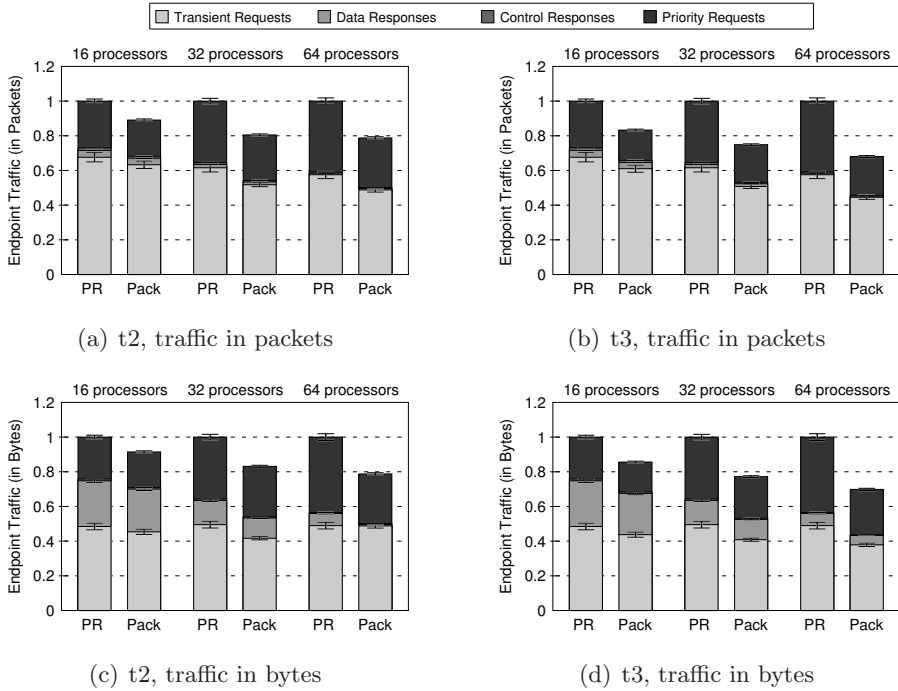 Transient Requests Data Responses Control Responses Priority Requests
16 processors 32 processors 64 processors
Endpoint Traffic (in Packets)
1.2
1
0.8
0.6
0.4
0.2
0
PR Pack PR Pack PR Pack
(a) t2, traffic in packets
16 processors 32 processors 64 processors
Endpoint Traffic (in Packets)
1.2
1
0.8
0.6
0.4
0.2
0
PR Pack PR Pack PR Pack
(b) t3, traffic in packets
16 processors 32 processors 64 processors
Endpoint Traffic (in Bytes)
1.2
1
0.8
0.6
0.4
0.2
0
PR Pack PR Pack PR Pack
(c) t2, traffic in bytes
16 processors 32 processors 64 processors
Endpoint Traffic (in Bytes)
1.2
1
0.8
0.6
0.4
0.2
0
PR Pack PR Pack PR Pack
(d) t3, traffic in bytes